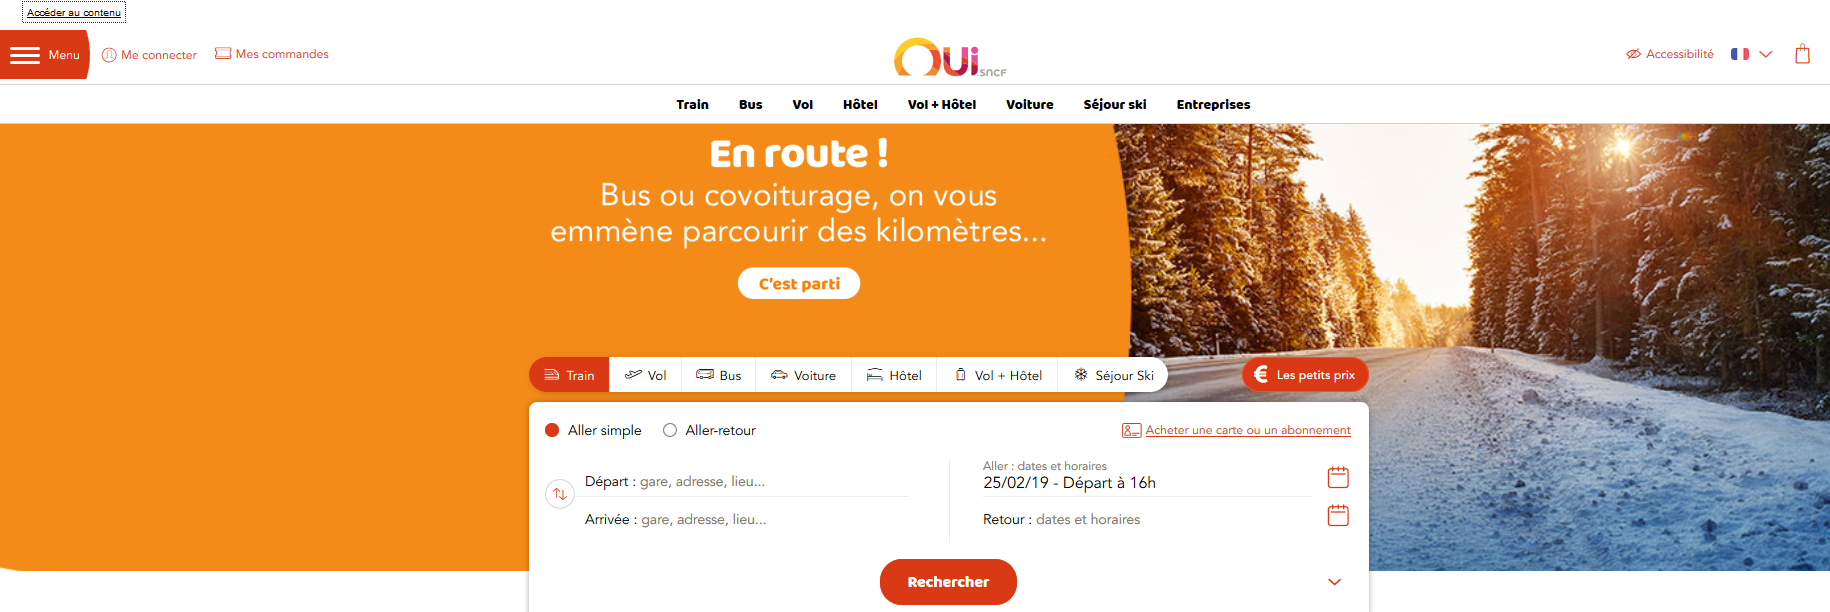 Accéder au contenu
Menu
Me connecter
Mes commandes
OUi
sncf
Accessibilité
Train
Bus
Vol
Hôtel
Vol + Hôtel
Voiture
Séjour ski
Entreprises
En route !
Bus ou covoiturage, on vous
emmène parcourir des kilomètres...
C'est parti
Train
Vol
Bus
Voiture
Hôtel
Vol + Hôtel
Séjour Ski
€ Les petits prix
Aller simple
Aller-retour
Acheter une carte ou un abonnement
Départ : gare, adresse, lieu...
Arrivée : gare, adresse, lieu...
Aller : dates et horaires
25/02/19 - Départ à 16h
Retour : dates et horaires
Rechercher